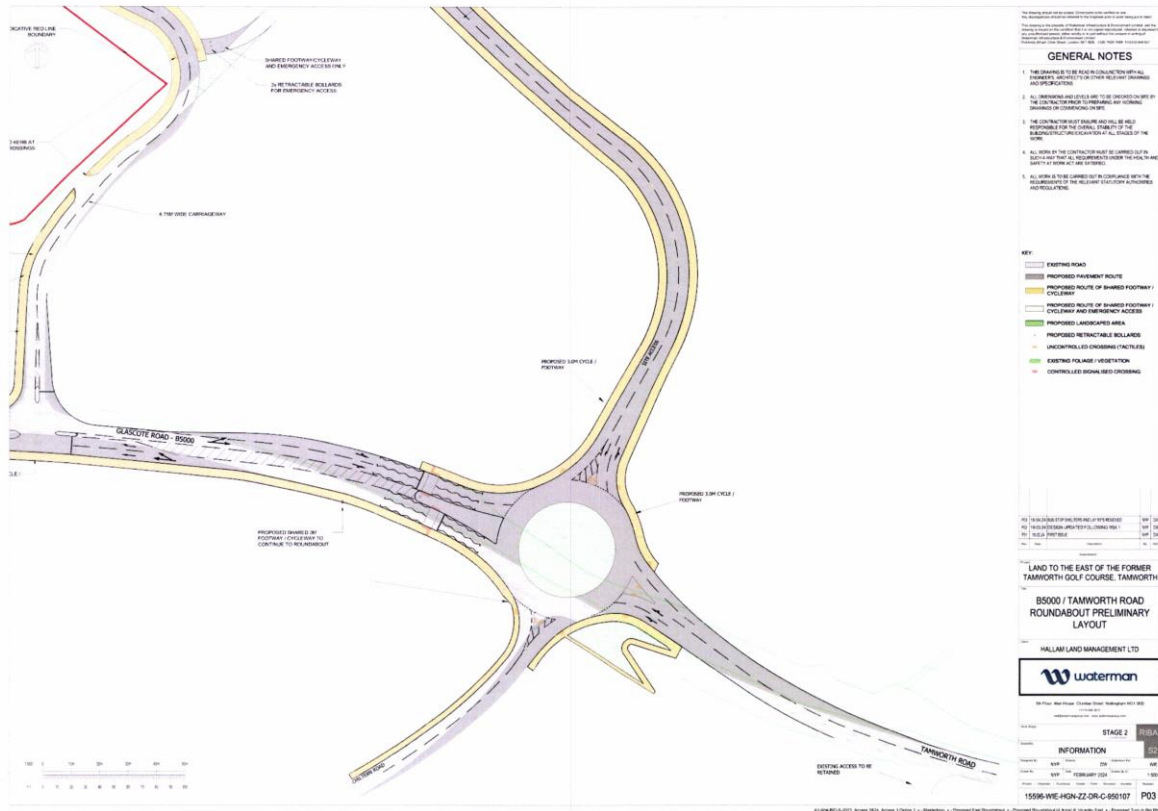 DICATIVE RED LINE
BOUNDARY
SHARED FOOTWAY/CYCLEWAY
AND EMERGENCY ACCESS ONLY
2x RETRACTABLE BOLLARDS
FOR EMERGENCY ACCESS
D KERB AT
ROSSINGS
4.75M WIDE CARRIAGEWAY
SITE ACCESS
PROPOSED 3.0M CYCLE /
FOOTWAY
GLASCOTE ROAD - B5000
PROPOSED 3.0M CYCLE /
FOOTWAY
PROPOSED SHARED 3M
FOOTWAY / CYCLEWAY TO
CONTINUE TO ROUNDABOUT
CHILTERN ROAD
EXISTING ACCESS TO BE
RETAINED
TAMWORTH ROAD
GENERAL NOTES
1. THIS DRAWING IS TO BE READ IN CONJUNCTION WITH ALL
ENGINEER'S, ARCHITECT'S OR OTHER RELEVANT DRAWINGS
AND SPECIFICATIONS.
2. ALL DIMENSIONS AND LEVELS ARE TO BE CHECKED ON SITE BY
THE CONTRACTOR PRIOR TO PREPARING ANY WORKING
DRAWINGS OR COMMENCING ON SITE.
3. THE CONTRACTOR MUST ENSURE AND WILL BE HELD
RESPONSIBLE FOR THE OVERALL STABILITY OF THE
BUILDING/STRUCTURE/EXCAVATION AT ALL STAGES OF THE
WORK.
4. ALL WORK BY THE CONTRACTOR MUST BE CARRIED OUT IN
SUCH A WAY THAT ALL REQUIREMENTS UNDER THE HEALTH AND
SAFETY AT WORK ACT ARE SATISFIED.
5. ALL WORK IS TO BE CARRIED OUT IN COMPLIANCE WITH THE
REQUIREMENTS OF THE RELEVANT STATUTORY AUTHORITIES
AND REGULATIONS.
KEY:
EXISTING ROAD
PROPOSED PAVEMENT ROUTE
PROPOSED ROUTE OF SHARED FOOTWAY /
CYCLEWAY
PROPOSED ROUTE OF SHARED FOOTWAY /
CYCLEWAY AND EMERGENCY ACCESS
PROPOSED LANDSCAPED AREA
PROPOSED RETRACTABLE BOLLARDS
UNCONTROLLED CROSSING (TACTILES)
EXISTING FOLIAGE / VEGETATION
CONTROLLED SIGNALISED CROSSING
P01 FIRST ISSUE
LAND TO THE EAST OF THE FORMER
TAMWORTH GOLF COURSE, TAMWORTH
B5000 / TAMWORTH ROAD
ROUNDABOUT PRELIMINARY
LAYOUT
HALLAM LAND MANAGEMENT LTD
waterman
STAGE 2 RIBA
INFORMATION S2
NYP FEBRUARY 2024
15596-WIE-HGN-ZZ-DR-C-950107 P03